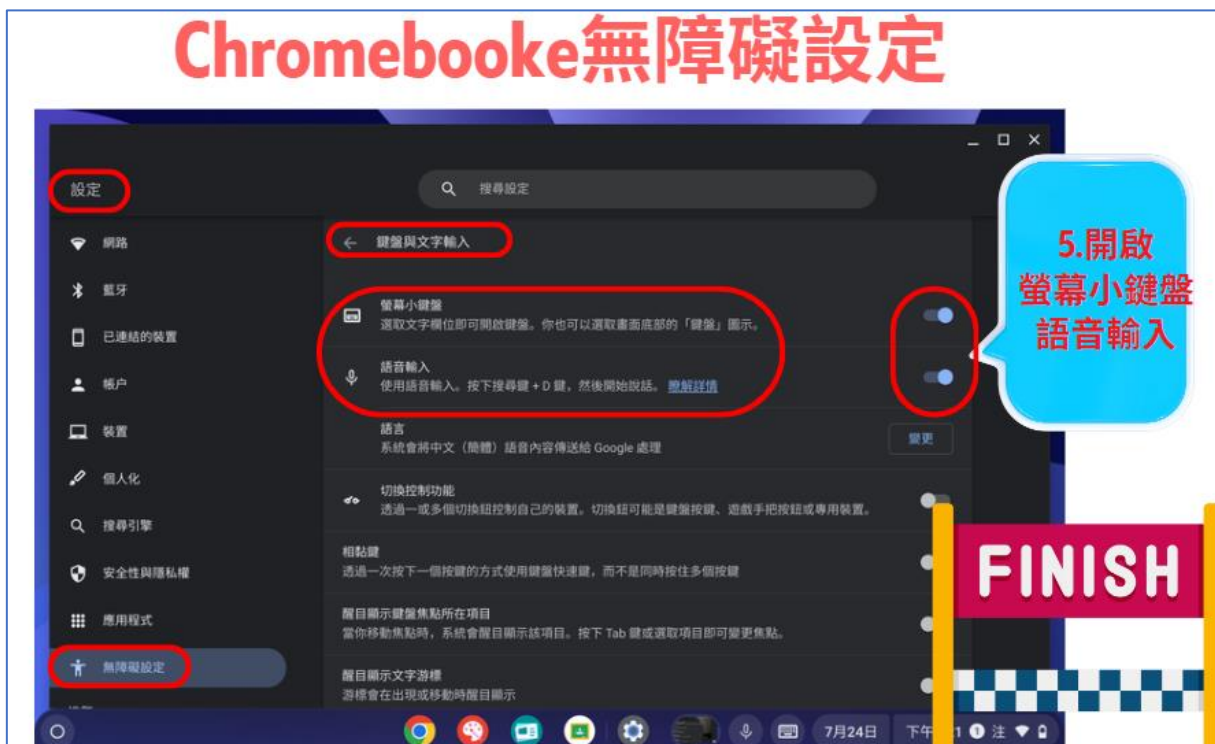 Chromebooke無障礙設定
設定
搜尋設定
網路
藍牙
已連結的裝置
帳戶
裝置
個人化
搜尋引擎
安全性與隱私權
應用程式
無障礙設定
鍵盤與文字輸入
螢幕小鍵盤
選取文字欄位即可開啟鍵盤。你也可以選取畫面底部的「鍵盤」圖示。
語音輸入
使用語音輸入。按下搜尋鍵 + D 鍵,然後開始說話。瞭解詳情
語言
系統會將中文(簡體)語音內容傳送給 Google 處理
變更
切換控制功能
透過一或多個切換鈕控制自己的裝置。切換鈕可能是鍵盤按鍵、遊戲手把按鈕或專用裝置。
相黏鍵
透過一次按下一個按鍵的方式使用鍵盤快速鍵,而不是同時按住多個按鍵
醒目顯示鍵盤焦點所在項目
當你移動焦點時,系統會醒目顯示該項目。按下 Tab 鍵或選取項目即可變更焦點。
醒目顯示文字游標
游標會在出現或移動時醒目顯示
5.開啟
螢幕小鍵盤
語音輸入
FINISH
7月24日
下午
1
注